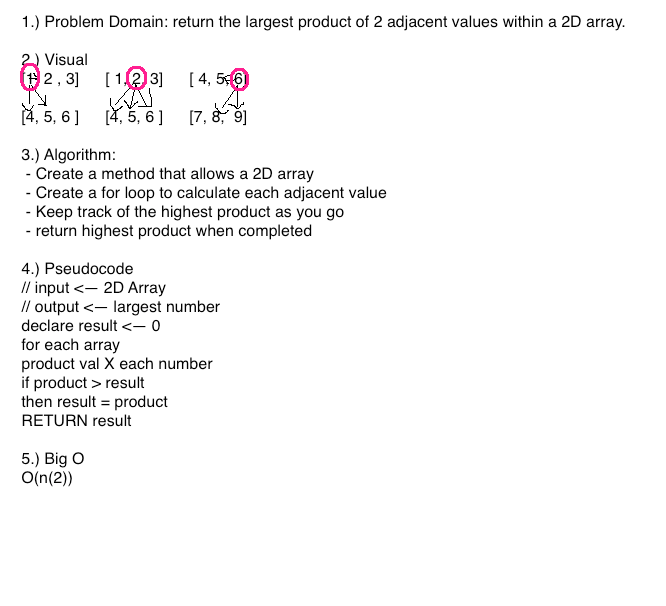 1.) Problem Domain: return the largest product of 2 adjacent values within a 2D array.
2.) Visual
[1, 2 , 3] [ 1, 2, 3] [ 4, 5, 6]
[4, 5, 6 ] [4, 5, 6 ] [7, 8, 9]
3.) Algorithm:
- Create a method that allows a 2D array
- Create a for loop to calculate each adjacent value
- Keep track of the highest product as you go
- return highest product when completed
4.) Pseudocode
// input <— 2D Array
// output <— largest number
declare result <— 0
for each array
product val X each number
if product > result
then result = product
RETURN result
5.) Big O
O(n(2))